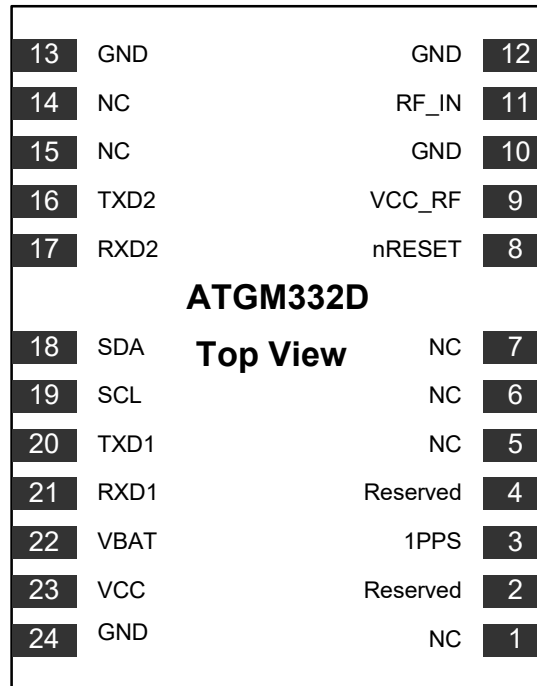 13 GND GND 12
14 NC RF_IN 11
15 NC GND 10
16 TXD2 VCC_RF 9
17 RXD2 nRESET 8
ATGM332D
18 SDA Top View NC 7
19 SCL NC 6
20 TXD1 NC 5
21 RXD1 Reserved 4
22 VBAT 1PPS 3
23 VCC Reserved 2
24 GND NC 1